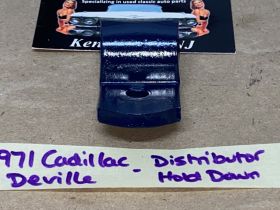 Specializing in used classic auto parts
Ken NJ
971 Cadillac - Distributor
Deville Hold Down